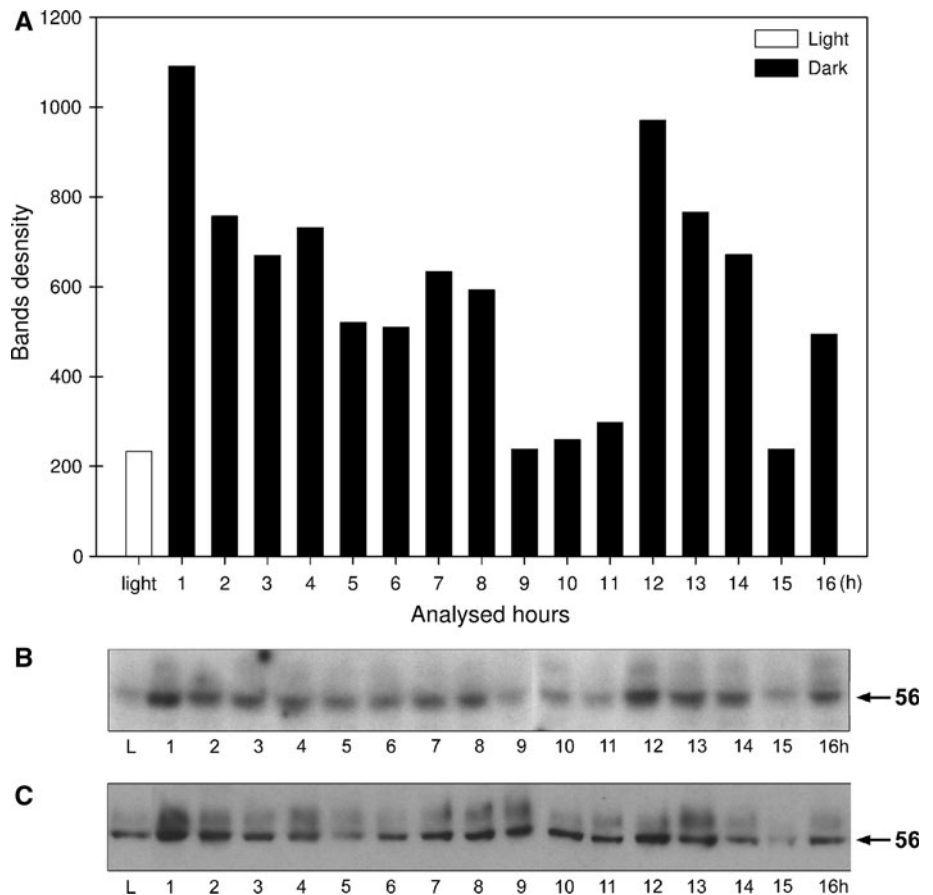 A
1200
1000
800
600
400
200
0
Bands desnsity
Light
Dark
light 1 2 3 4 5 6 7 8 9 10 11 12 13 14 15 16 (h)
Analysed hours
B
56
L 1 2 3 4 5 6 7 8 9 10 11 12 13 14 15 16h
C
56
L 1 2 3 4 5 6 7 8 9 10 11 12 13 14 15 16h